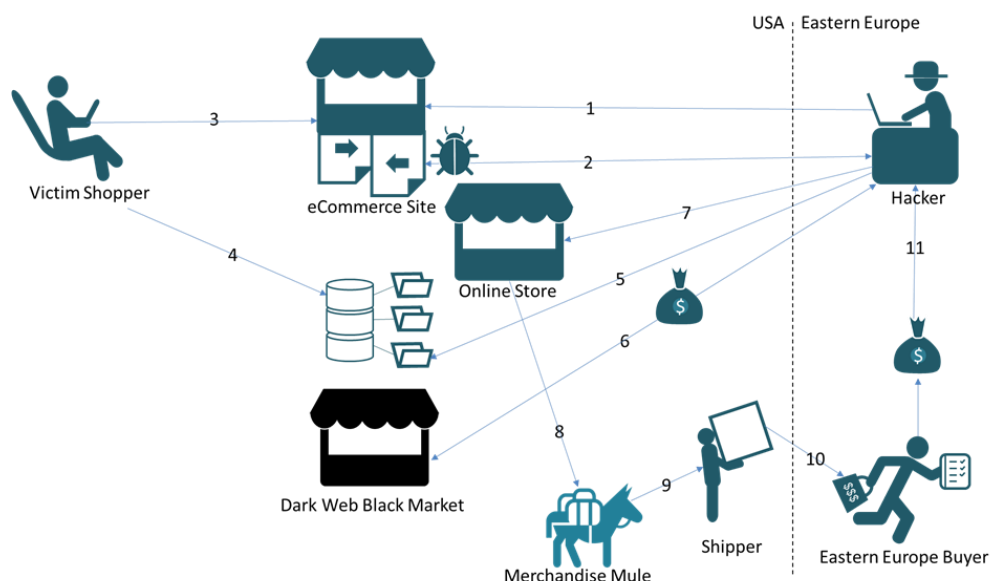 USA
Eastern Europe
1
3
2
Victim Shopper
eCommerce Site
Hacker
7
11
4
5
Online Store
$
6
$
8
10
9
$$$
Dark Web Black Market
Shipper
Eastern Europe Buyer
Merchandise Mule